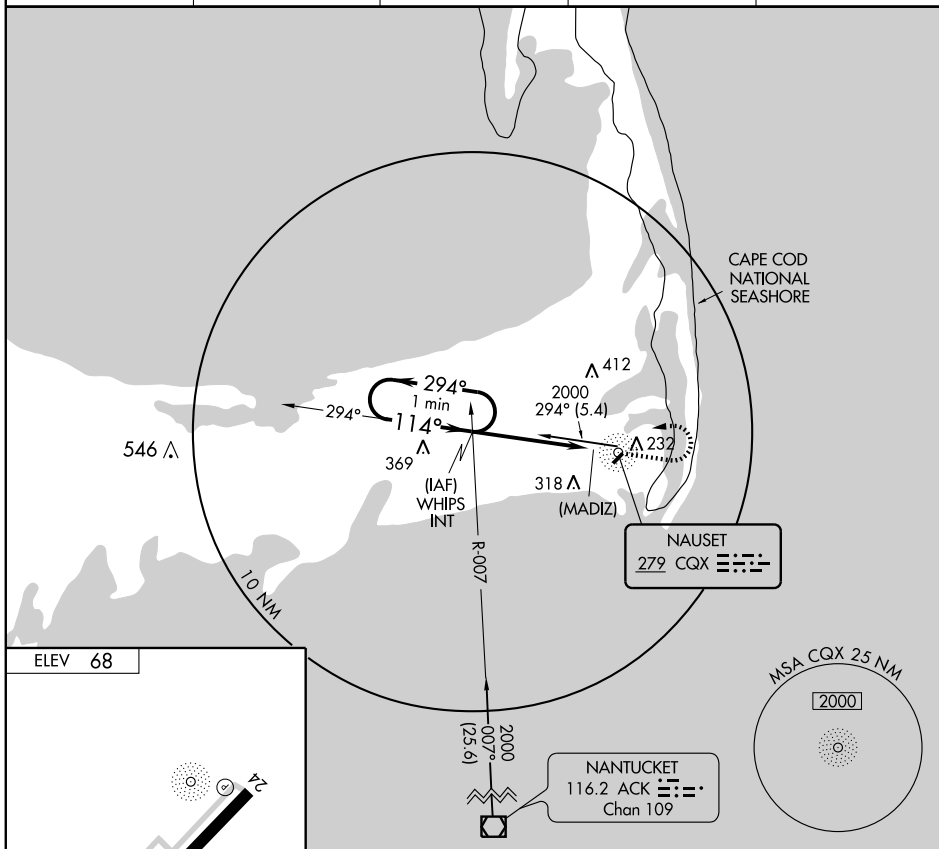 CAPE COD
NATIONAL
SEASHORE
412
2000
294° (5.4)
294°
1 min
294°
114°
546
369
232
318
(IAF)
WHIPS
INT
(MADIZ)
NAUSET
279 CQX
R-007
10 NM
ELEV 68
24
2000
007°
(25.6)
NANTUCKET
116.2 ACK
Chan 109
MSA CQX 25 NM
2000